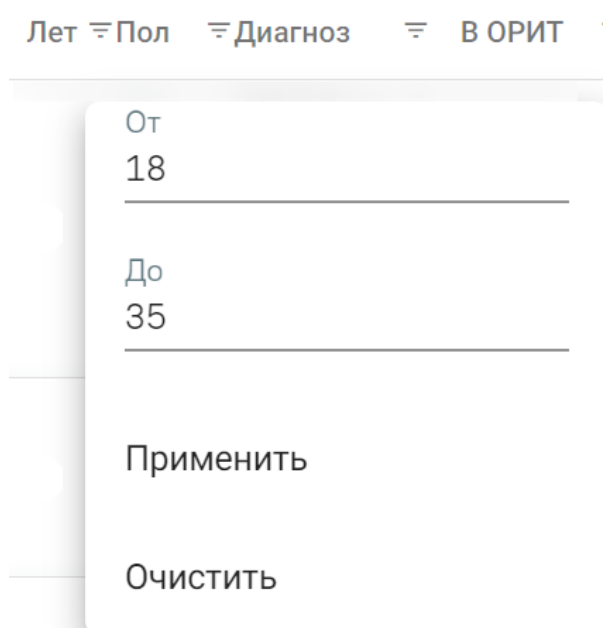 Лет Пол Диагноз В ОРИТ
От
18
До
35
Применить
Очистить